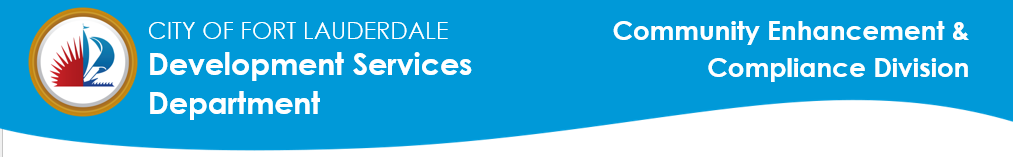 CITY OF FORT LAUDERDALE
Development Services
Department
Community Enhancement &
Compliance Division